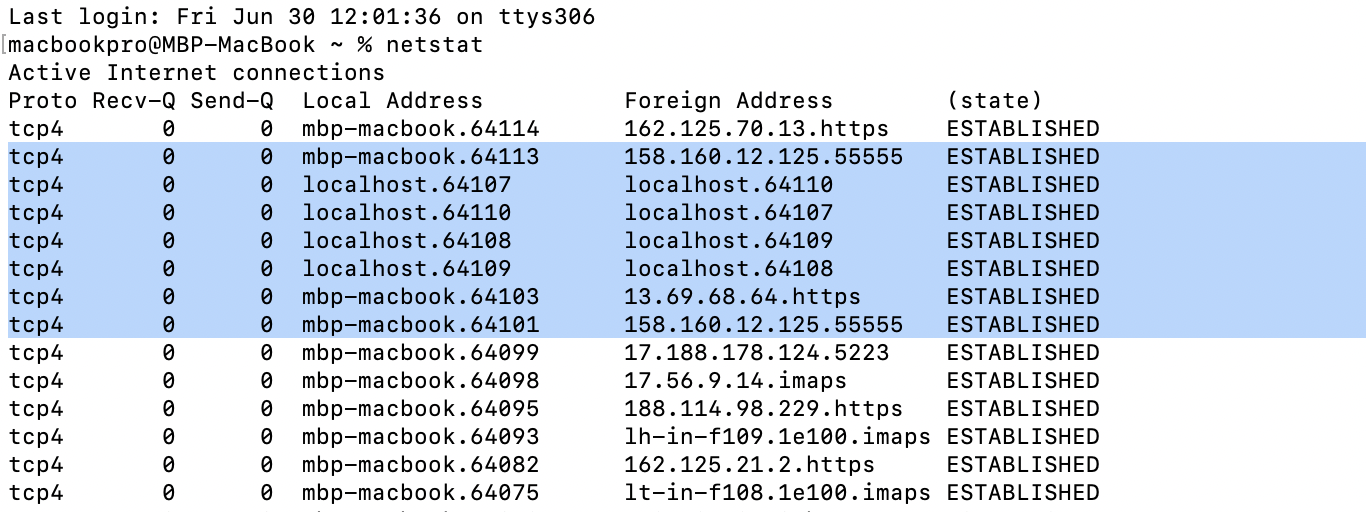 Last login: Fri Jun 30 12:01:36 on ttys306
[macbookpro@MBP-MacBook ~ % netstat
Active Internet connections
Proto Recv-Q Send-Q  Local Address          Foreign Address        (state)
tcp4       0      0  mbp-macbook.64114      162.125.70.13.https    ESTABLISHED
tcp4       0      0  mbp-macbook.64113      158.160.12.125.55555   ESTABLISHED
tcp4       0      0  localhost.64107        localhost.64110        ESTABLISHED
tcp4       0      0  localhost.64110        localhost.64107        ESTABLISHED
tcp4       0      0  localhost.64108        localhost.64109        ESTABLISHED
tcp4       0      0  localhost.64109        localhost.64108        ESTABLISHED
tcp4       0      0  mbp-macbook.64103      13.69.68.64.https      ESTABLISHED
tcp4       0      0  mbp-macbook.64101      158.160.12.125.55555   ESTABLISHED
tcp4       0      0  mbp-macbook.64099      17.188.178.124.5223    ESTABLISHED
tcp4       0      0  mbp-macbook.64098      17.56.9.14.imaps       ESTABLISHED
tcp4       0      0  mbp-macbook.64095      188.114.98.229.https   ESTABLISHED
tcp4       0      0  mbp-macbook.64093      lh-in-f109.1e100.imaps ESTABLISHED
tcp4       0      0  mbp-macbook.64082      162.125.21.2.https     ESTABLISHED
tcp4       0      0  mbp-macbook.64075      lt-in-f108.1e100.imaps ESTABLISHED